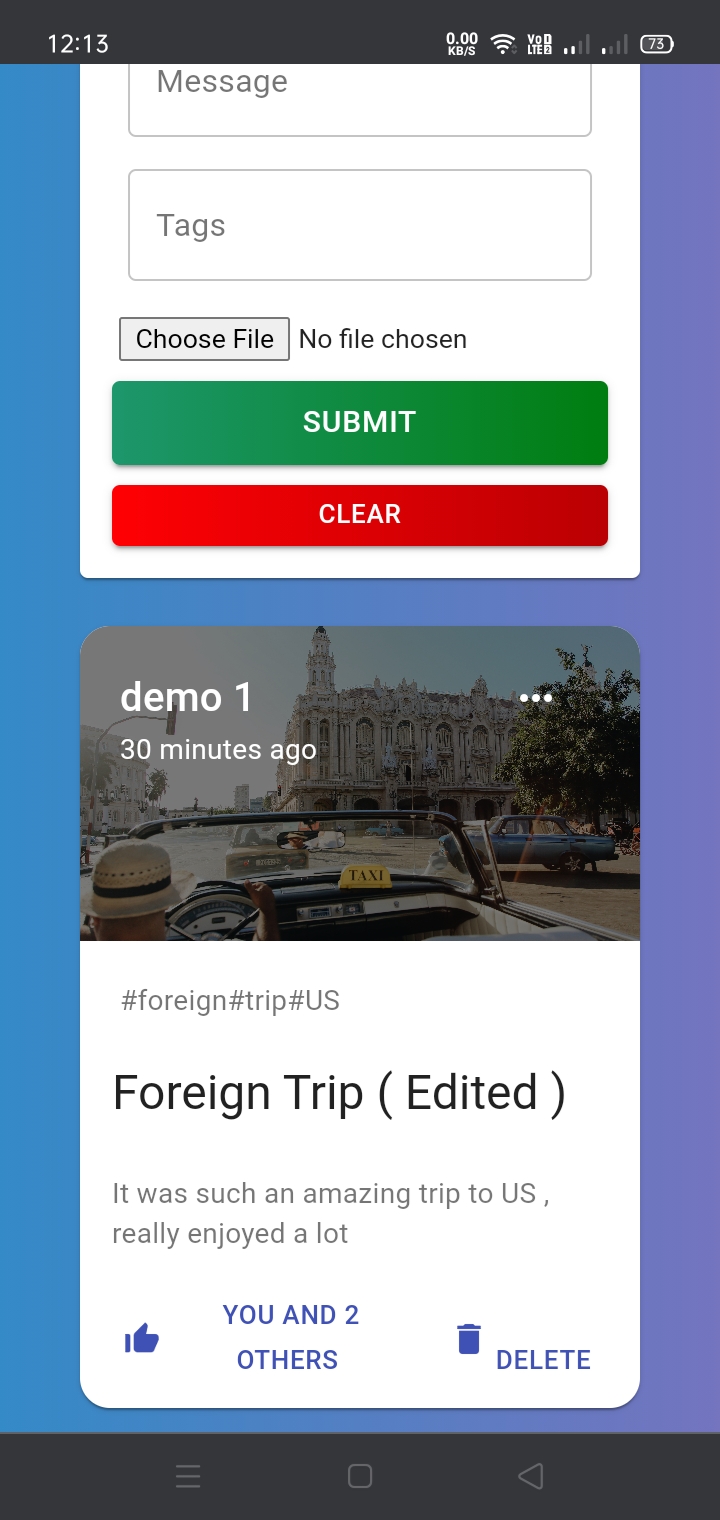 12:13
0.00
KB/S
VoD
LTE2
73
Message
Tags
Choose File No file chosen
SUBMIT
CLEAR
demo 1
30 minutes ago
TAXI
#foreign#trip#US
Foreign Trip ( Edited )
It was such an amazing trip to US ,
really enjoyed a lot
YOU AND 2
OTHERS
DELETE